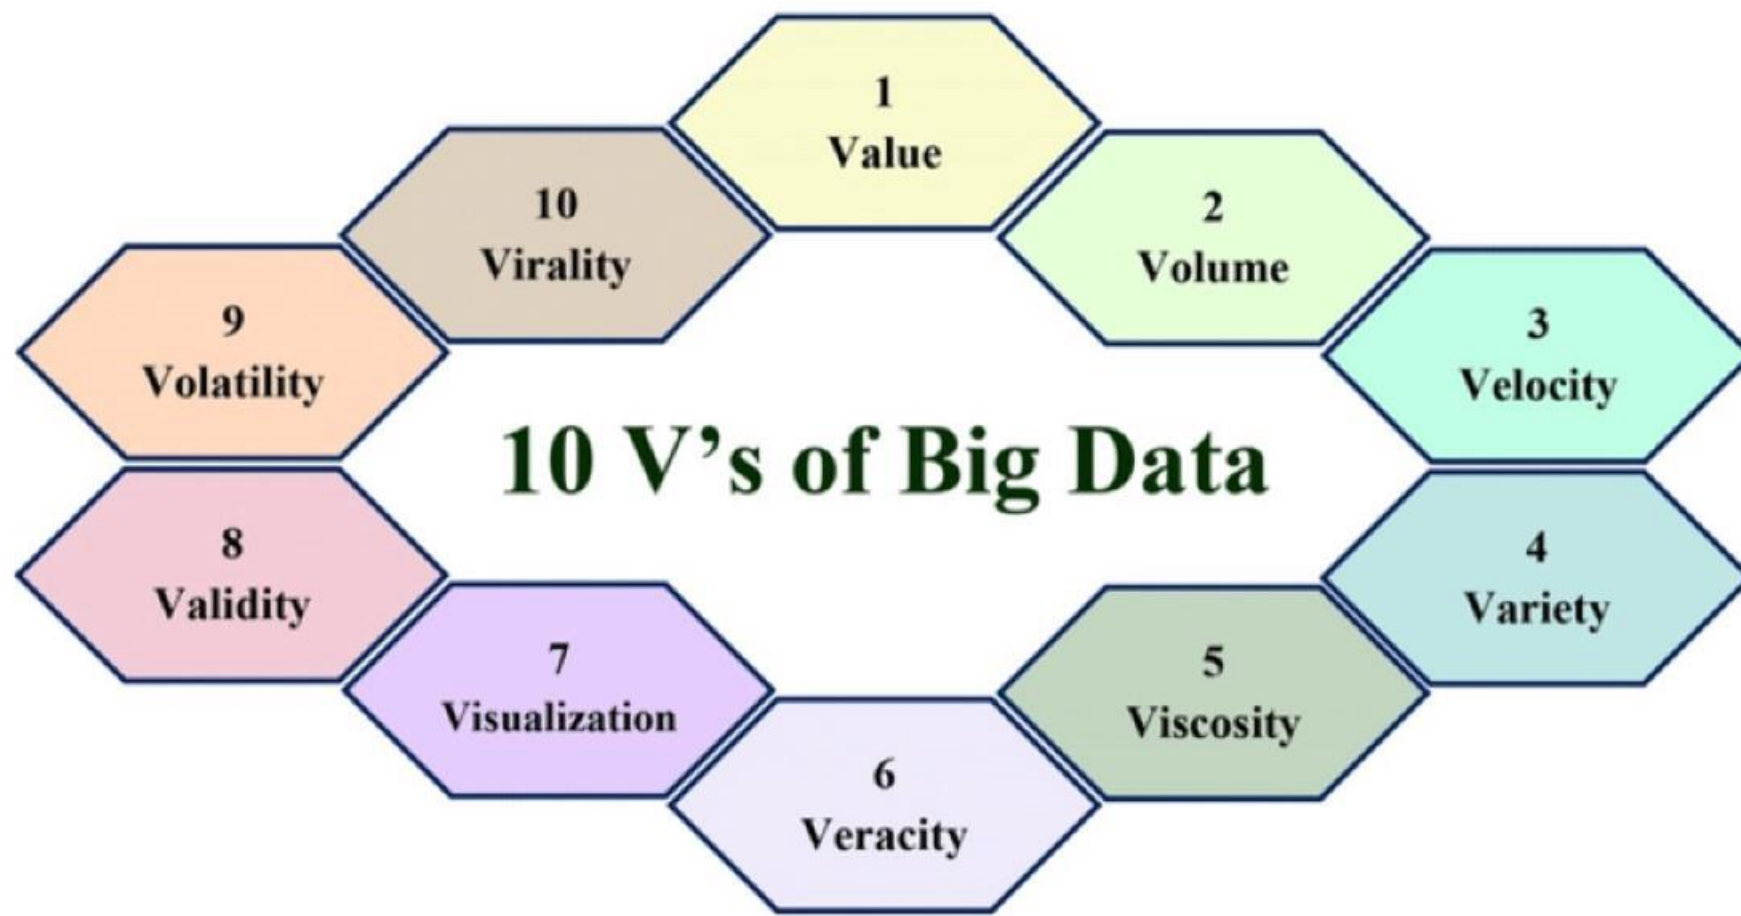 1
Value
2
Volume
3
Velocity
4
Variety
5
Viscosity
6
Veracity
7
Visualization
8
Validity
9
Volatility
10
Virality
10 V’s of Big Data